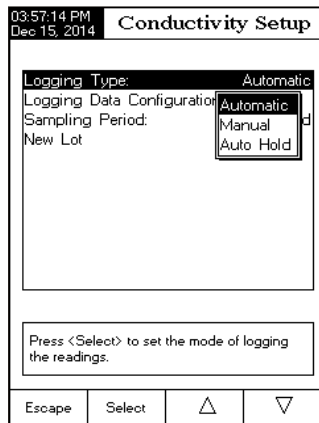 03:57:14 PM
Dec 15, 2014
Conductivity Setup
Logging Type: Automatic
Logging Data Configuration
Sampling Period:
New Lot
Automatic
Manual
Auto Hold
Press <Select> to set the mode of logging
the readings.
Escape Select